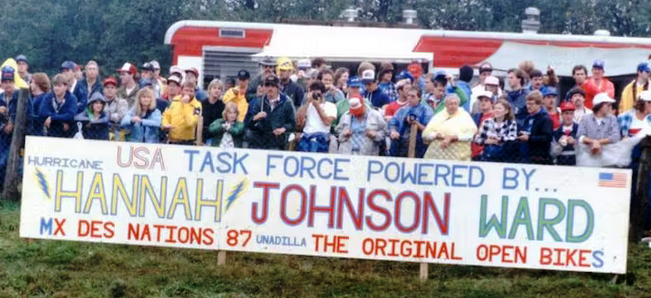 HURRICANE USA TASK FORCE POWERED BY...
HANNAH JOHNSON WARD
MX DES NATIONS 87 UNADILLA THE ORIGINAL OPEN BIKES